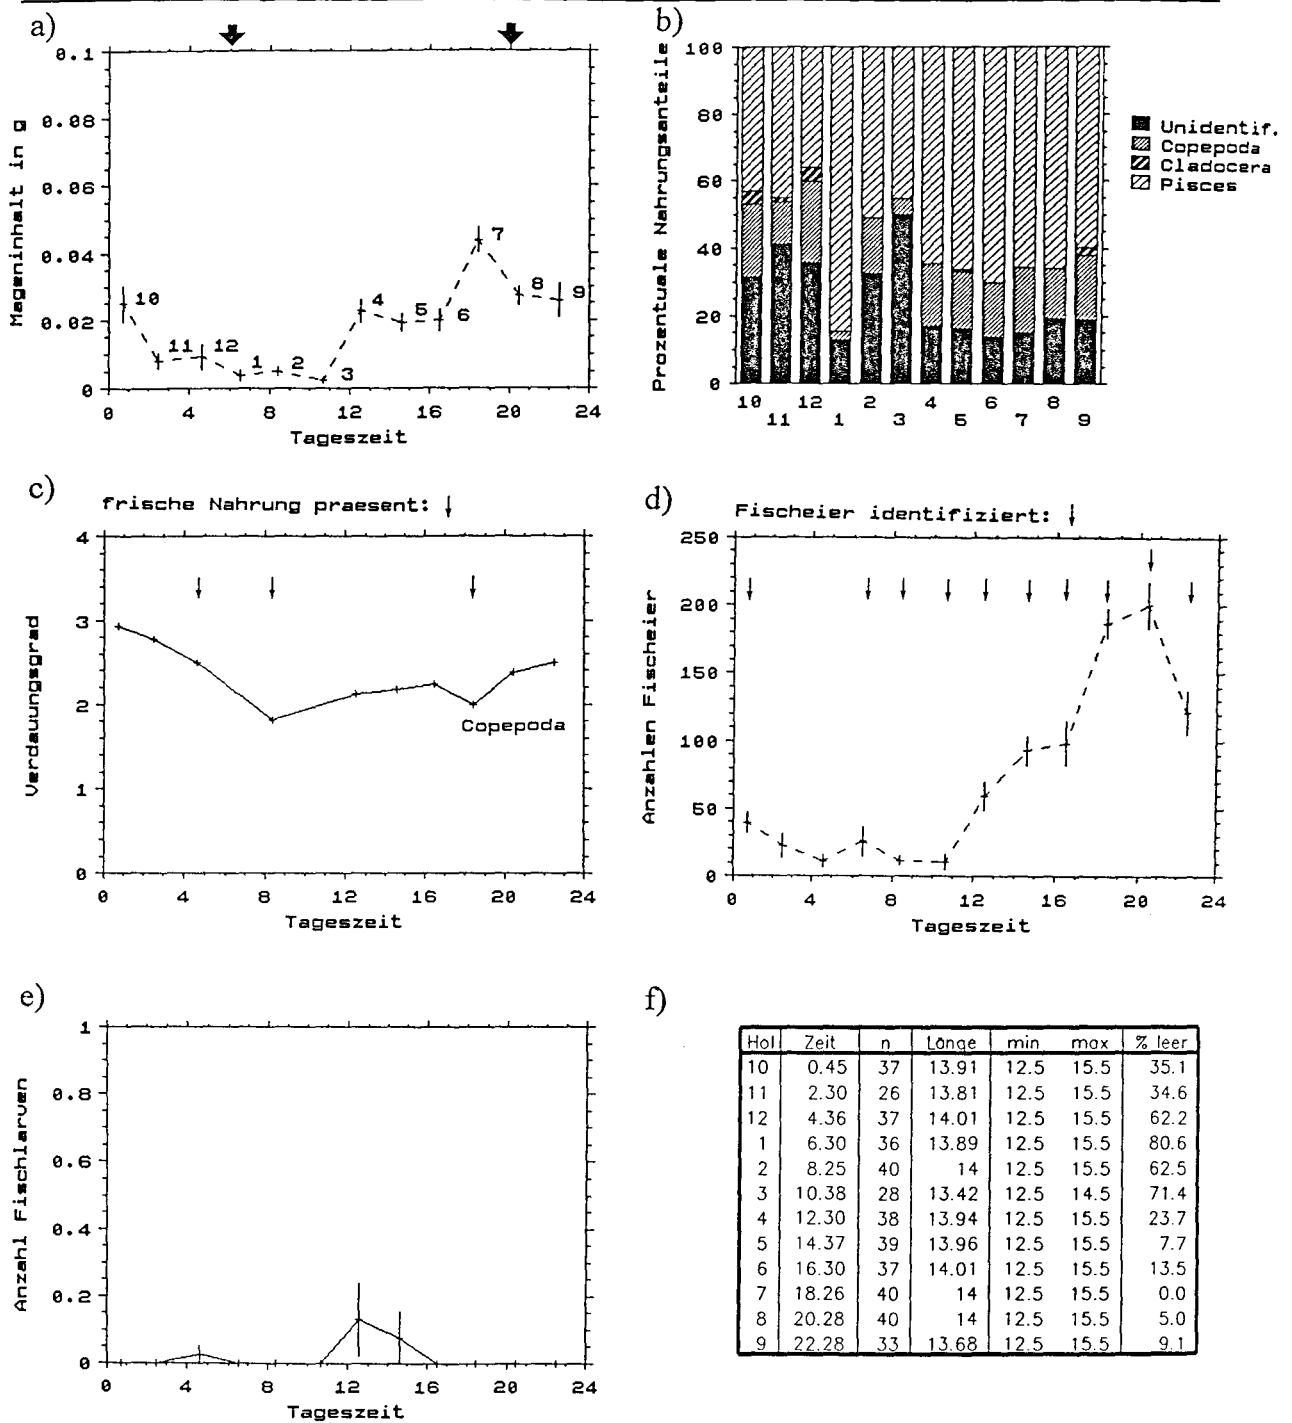 a)
0.1
0.08
0.06
0.04
0.02
0
Mageninhalt in g
10
11
12
1
2
3
4
5
6
7
8
9
0 4 8 12 16 20 24
Tageszeit
b)
100
80
60
40
20
0
Prozentuale Nahrungsanteile
10 12 2 4 6 8
11 1 3 5 7 9
Unidentif.
Copepoda
Cladocera
Pisces
c)
frische Nahrung praesent: ↓
4
3
2
1
0
Verdauungsgrad
Copepoda
0 4 8 12 16 20 24
Tageszeit
d)
Fischeier identifiziert: ↓
250
200
150
100
50
0
Anzahlen Fischeier
0 4 8 12 16 20 24
Tageszeit
e)
1
0.8
0.6
0.4
0.2
0
Anzahl Fischlarven
0 4 8 12 16 20 24
Tageszeit
f)
Hol Zeit n Länge min max % leer
10 0.45 37 13.91 12.5 15.5 35.1
11 2.30 26 13.81 12.5 15.5 34.6
12 4.36 37 14.01 12.5 15.5 62.2
1 6.30 36 13.89 12.5 15.5 80.6
2 8.25 40 14 12.5 15.5 62.5
3 10.38 28 13.42 12.5 14.5 71.4
4 12.30 38 13.94 12.5 15.5 23.7
5 14.37 39 13.96 12.5 15.5 7.7
6 16.30 37 14.01 12.5 15.5 13.5
7 18.26 40 14 12.5 15.5 0.0
8 20.28 40 14 12.5 15.5 5.0
9 22.28 33 13.68 12.5 15.5 9.1